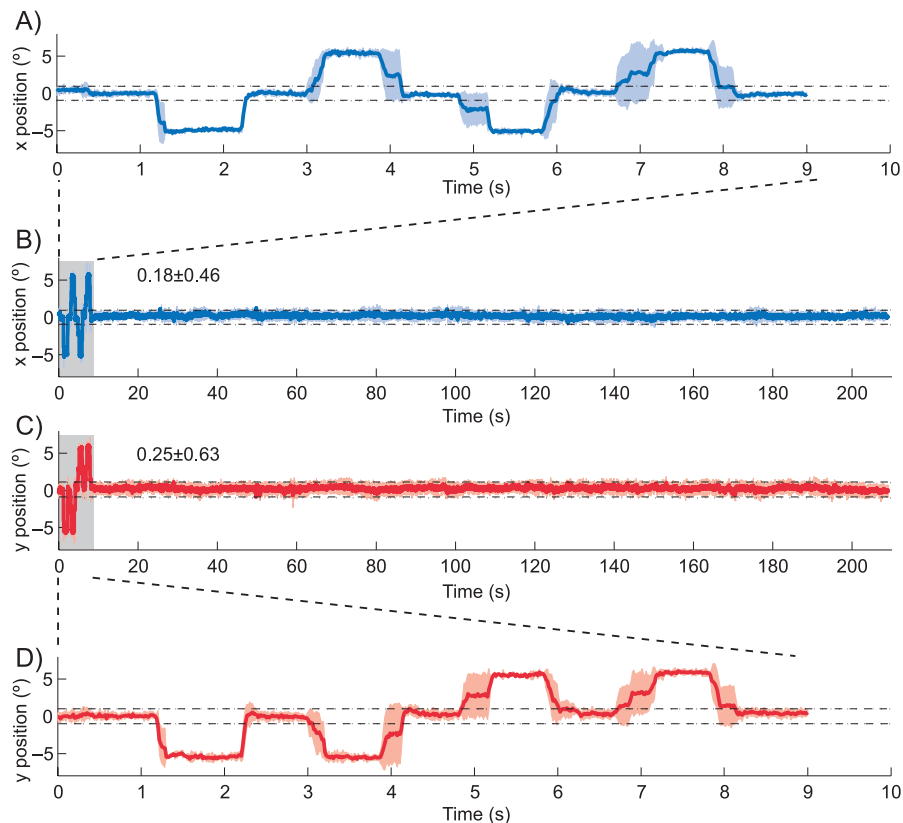 A)
x position (º)
5
0
–5
0 1 2 3 4 5 6 7 8 9 10
Time (s)
B)
0.18±0.46
x position (º)
5
0
–5
0 20 40 60 80 100 120 140 160 180 200
Time (s)
C)
0.25±0.63
y position (º)
5
0
–5
0 20 40 60 80 100 120 140 160 180 200
Time (s)
D)
y position (º)
5
0
–5
0 1 2 3 4 5 6 7 8 9 10
Time (s)